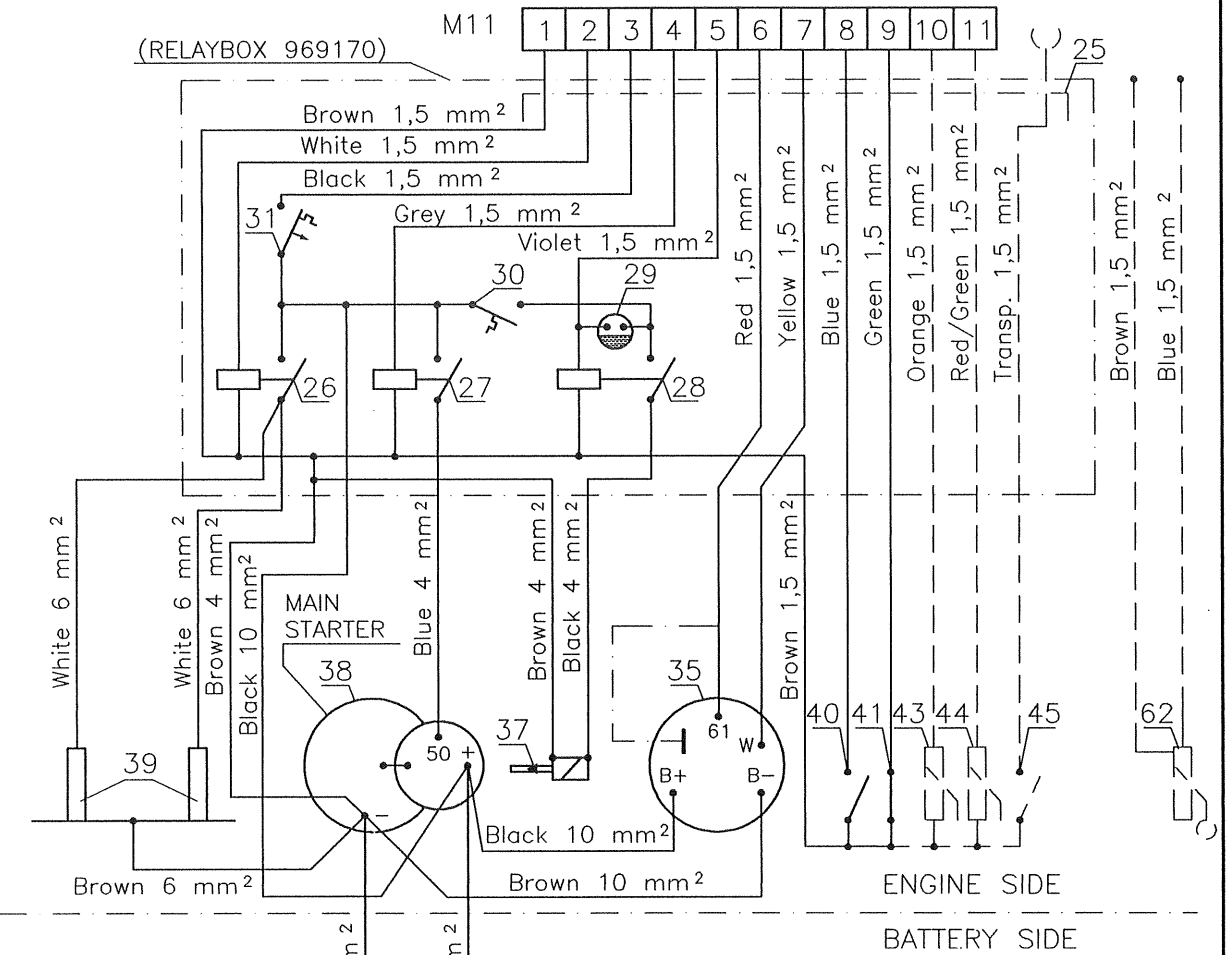 M11
1 2 3 4 5 6 7 8 9 10 11
(RELAYBOX 969170)
25
Brown 1,5 mm²
White 1,5 mm²
Black 1,5 mm²
31
Grey 1,5 mm²
Violet 1,5 mm²
30
29
Red 1,5 mm²
Yellow 1,5 mm²
Blue 1,5 mm²
Green 1,5 mm²
Orange 1,5 mm²
Red/Green 1,5 mm²
Transp. 1,5 mm²
Brown 1,5 mm²
Blue 1,5 mm²
26
27
28
White 6 mm²
White 6 mm²
Brown 4 mm²
Black 10 mm²
Blue 4 mm²
Brown 4 mm²
Black 4 mm²
Brown 1,5 mm²
MAIN
STARTER
38
35
37
39
50 +
-
61
W
B+ B-
40 41 43 44 45 62
Black 10 mm²
Brown 6 mm²
Brown 10 mm²
ENGINE SIDE
BATTERY SIDE
m²
m²